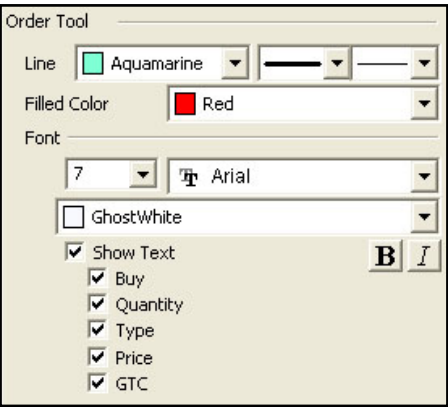 Order Tool
Line Aquamarine
Filled Color Red
Font
7 Arial
GhostWhite
Show Text B I
Buy
Quantity
Type
Price
GTC